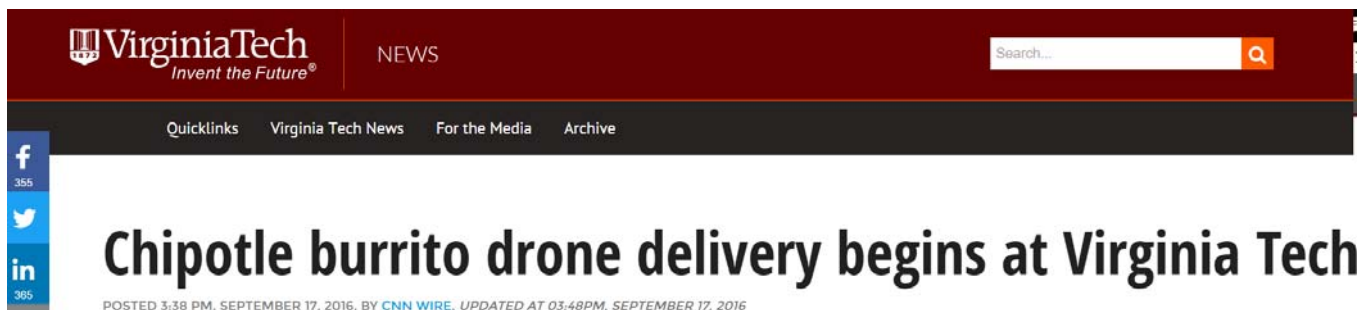 VirginiaTech
1872
Invent the Future®
NEWS
Search...
Quicklinks Virginia Tech News For the Media Archive
355
365
Chipotle burrito drone delivery begins at Virginia Tech
POSTED 3:38 PM, SEPTEMBER 17, 2016, BY CNN WIRE, UPDATED AT 03:48PM, SEPTEMBER 17, 2016